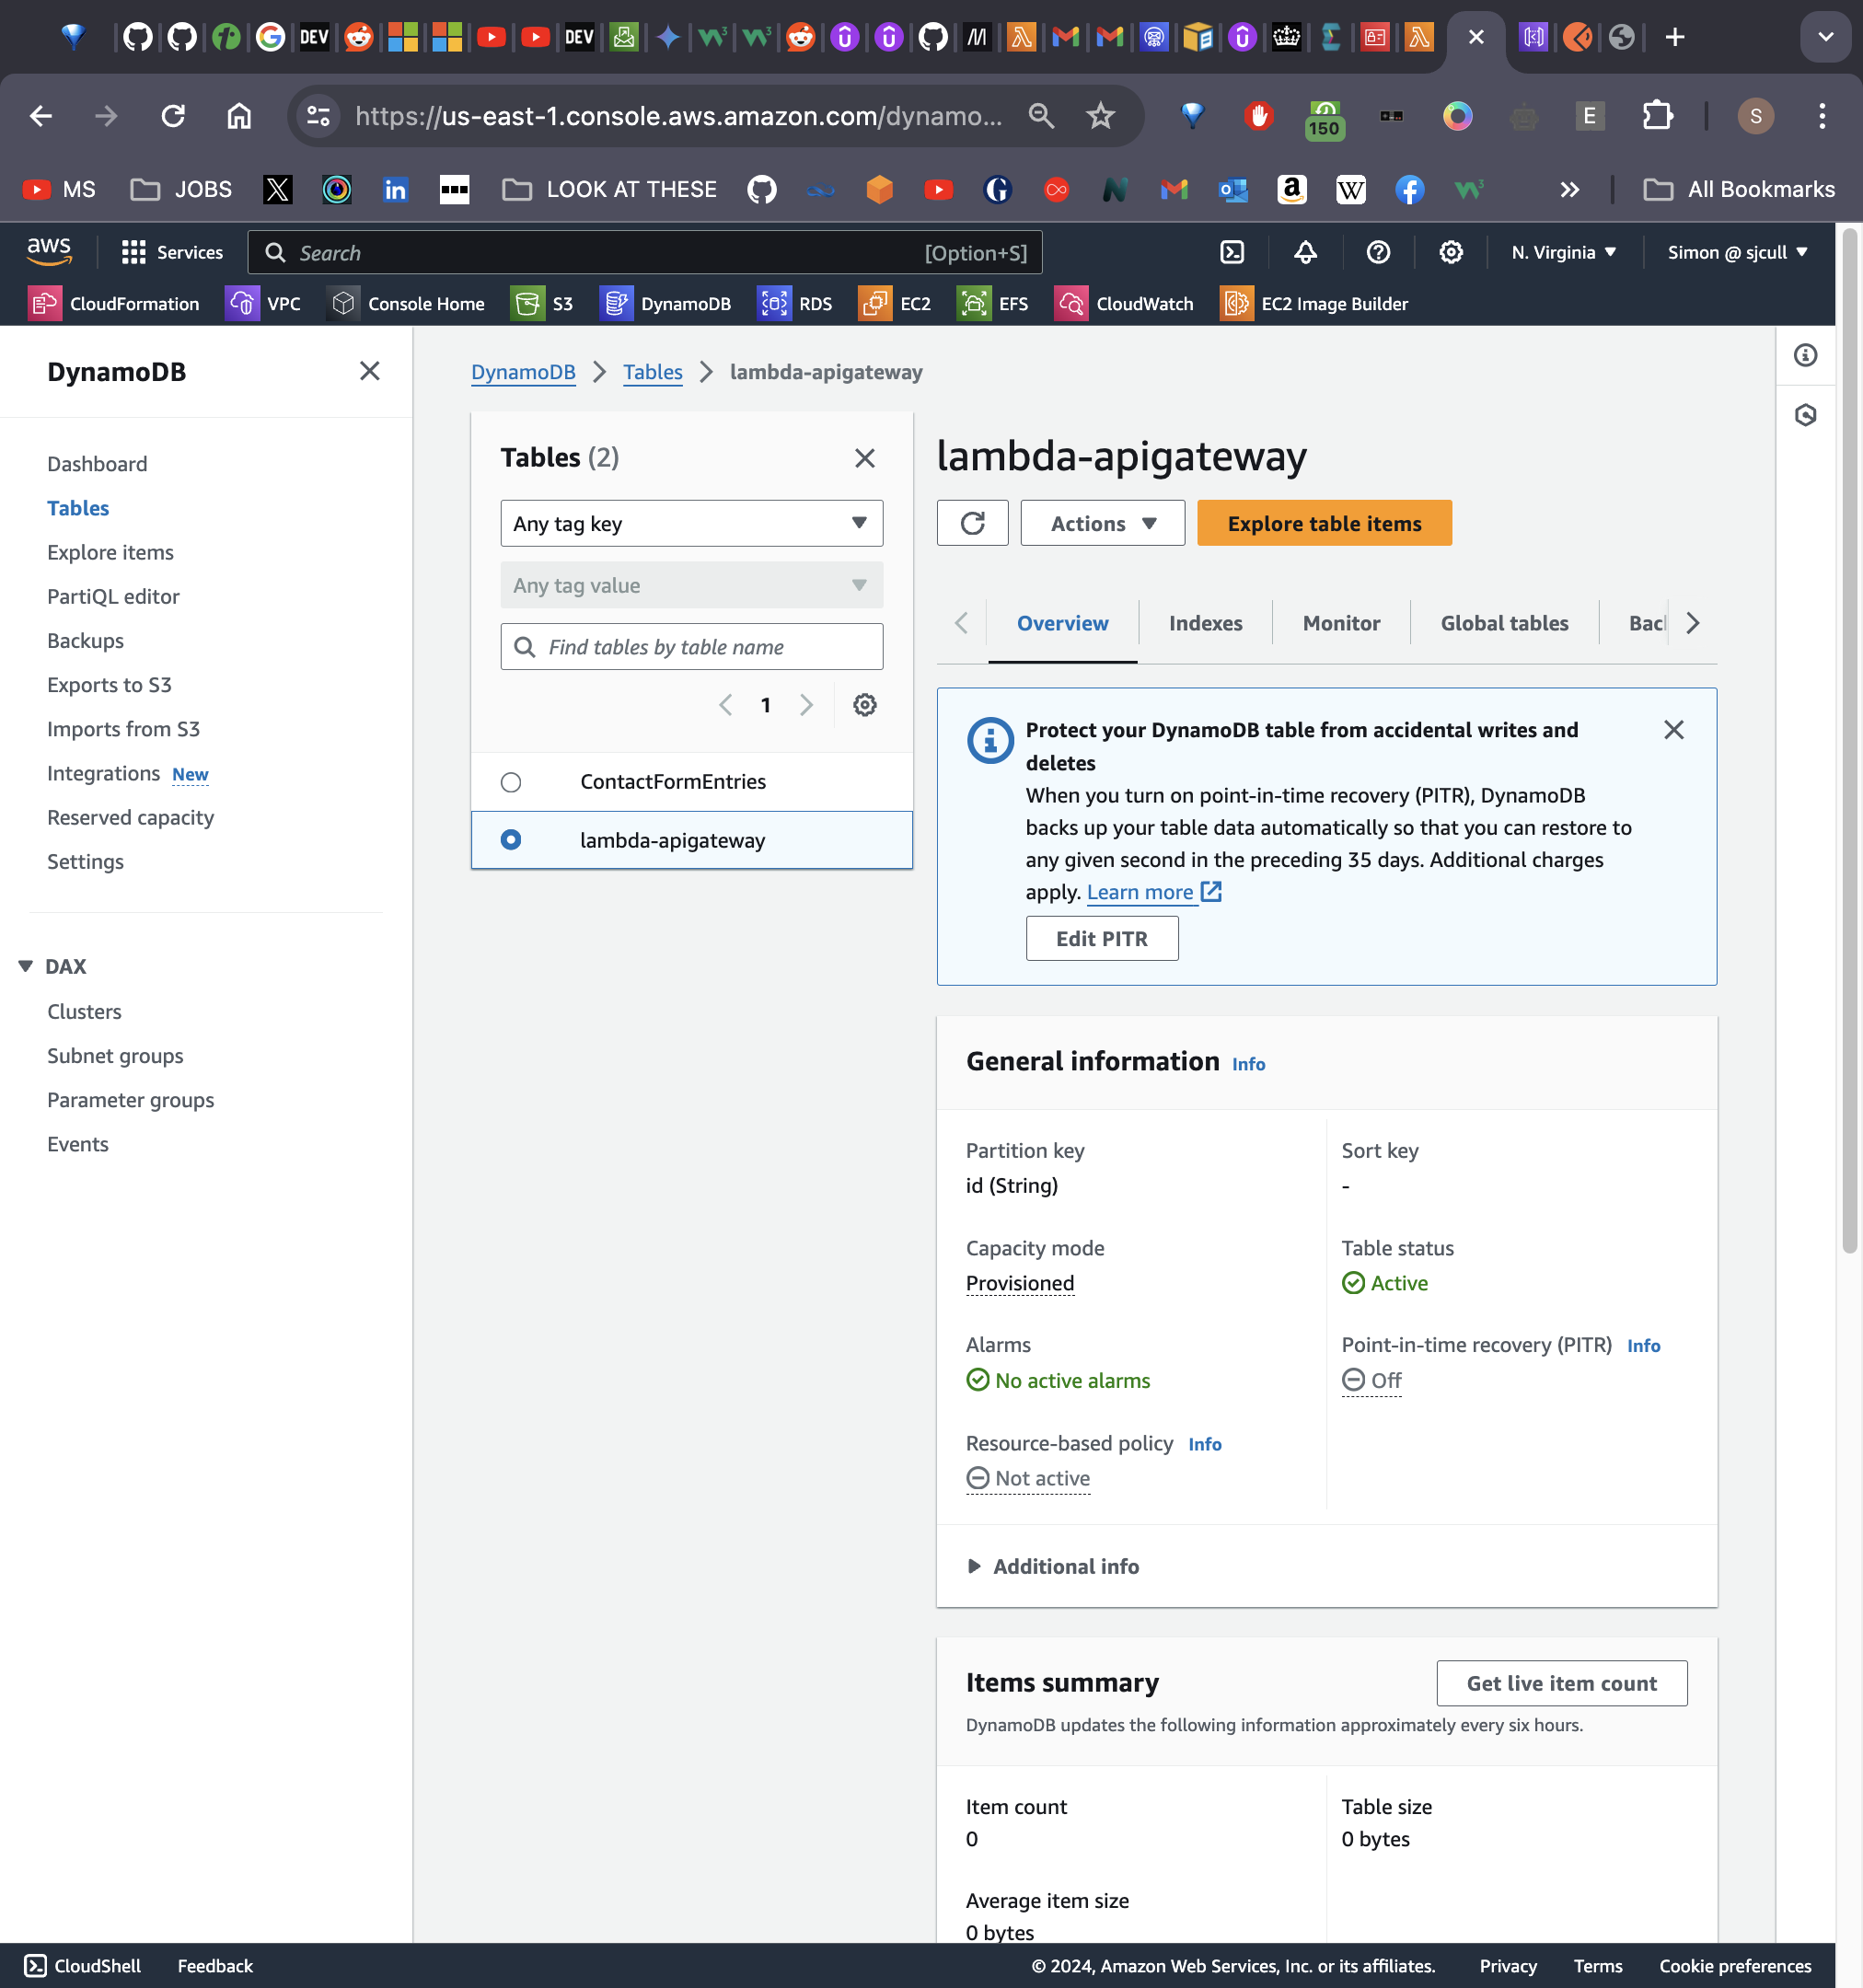 DEV
DEV
https://us-east-1.console.aws.amazon.com/dynamo...
150
E
S
MS
JOBS
LOOK AT THESE
All Bookmarks
aws
Services
Search
[Option+S]
N. Virginia
Simon @ sjcull
CloudFormation
VPC
Console Home
S3
DynamoDB
RDS
EC2
EFS
CloudWatch
EC2 Image Builder
DynamoDB
Dashboard
Tables
Explore items
PartiQL editor
Backups
Exports to S3
Imports from S3
Integrations New
Reserved capacity
Settings
DAX
Clusters
Subnet groups
Parameter groups
Events
DynamoDB
Tables
lambda-apigateway
Tables (2)
Any tag key
Any tag value
Find tables by table name
1
ContactFormEntries
lambda-apigateway
lambda-apigateway
Actions
Explore table items
Overview
Indexes
Monitor
Global tables
Protect your DynamoDB table from accidental writes and
deletes
When you turn on point-in-time recovery (PITR), DynamoDB
backs up your table data automatically so that you can restore to
any given second in the preceding 35 days. Additional charges
apply. Learn more
Edit PITR
General information Info
Partition key
id (String)
Sort key
-
Capacity mode
Provisioned
Table status
Active
Alarms
No active alarms
Point-in-time recovery (PITR) Info
Off
Resource-based policy Info
Not active
Additional info
Items summary
Get live item count
DynamoDB updates the following information approximately every six hours.
Item count
0
Table size
0 bytes
Average item size
0 bytes
CloudShell
Feedback
© 2024, Amazon Web Services, Inc. or its affiliates.
Privacy
Terms
Cookie preferences